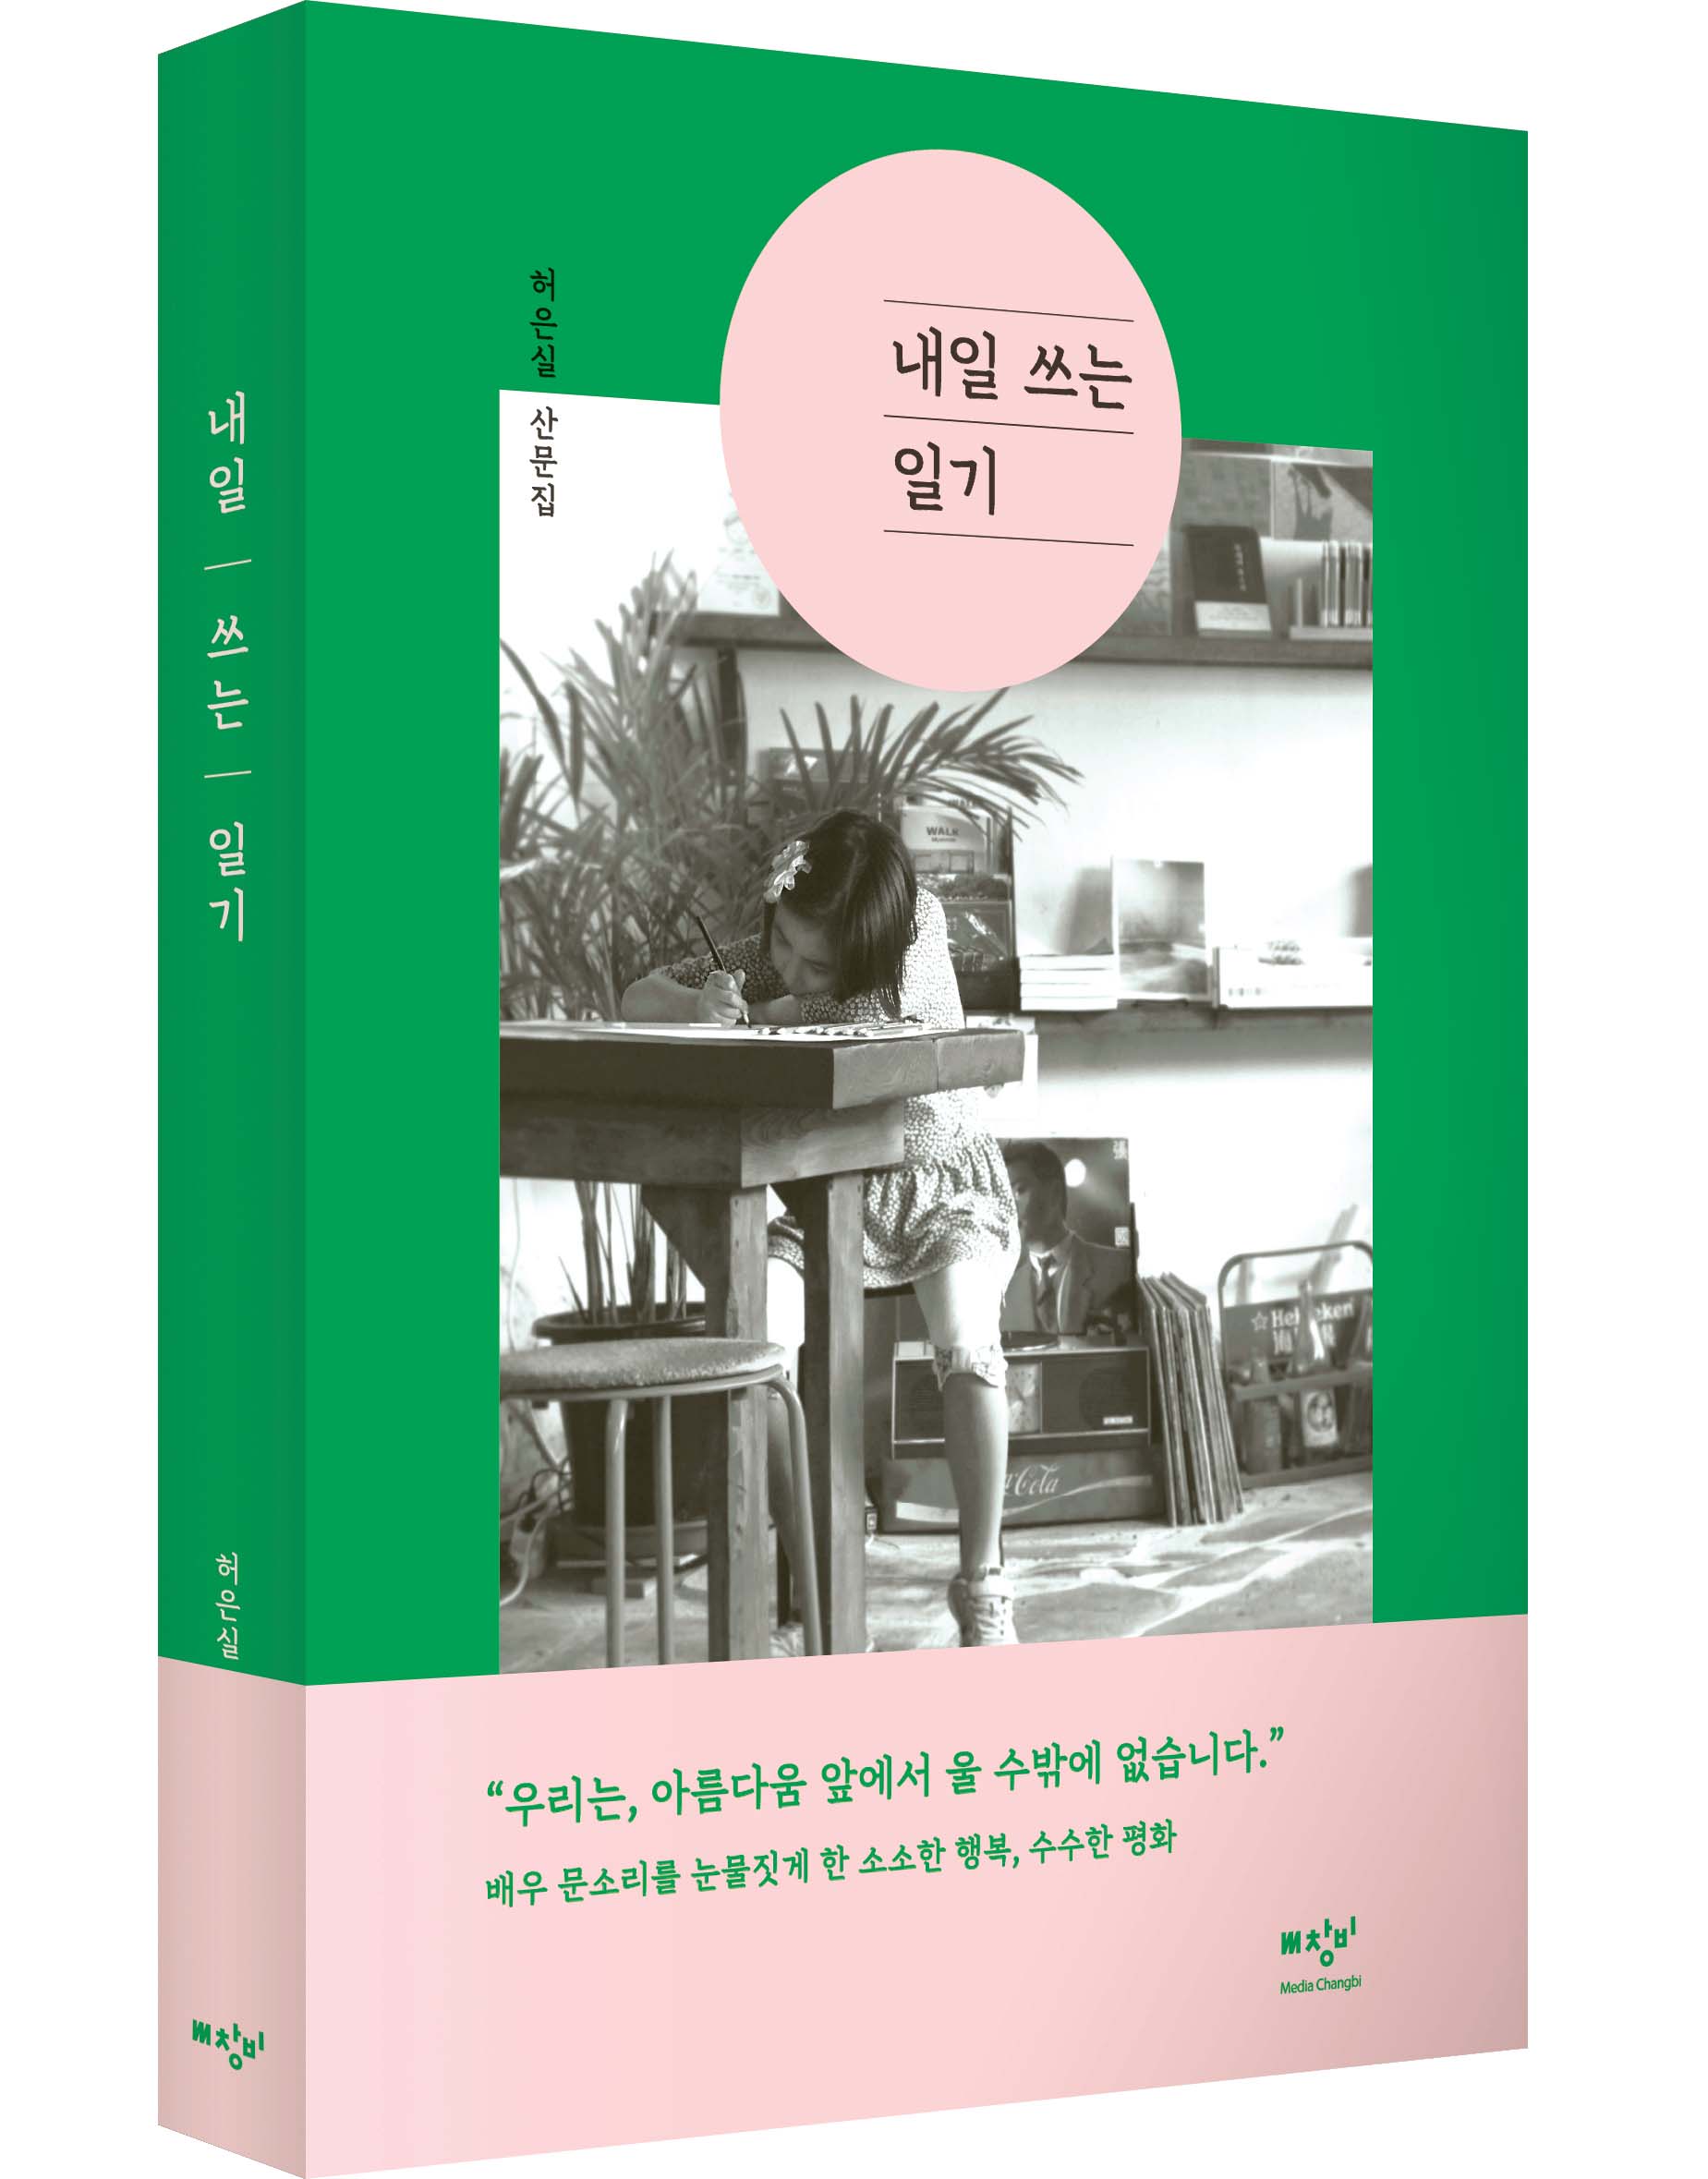 내일 쓰는 일기
허은실
창비
허은실 산문집
내일 쓰는
일기
WALK
Heineken
Coca-Cola
“우리는, 아름다움 앞에서 울 수밖에 없습니다.”
배우 문소리를 눈물짓게 한 소소한 행복, 수수한 평화
m창비
Media Changbi